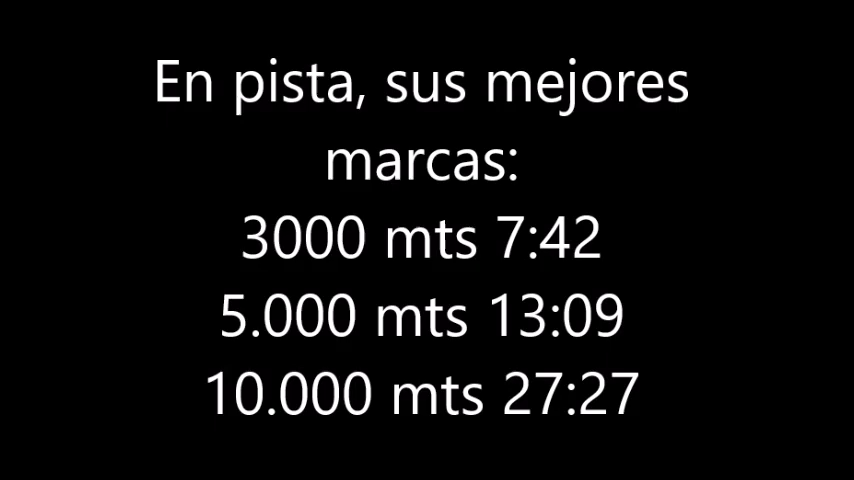 En pista, sus mejores
marcas:
3000 mts 7:42
5.000 mts 13:09
10.000 mts 27:27